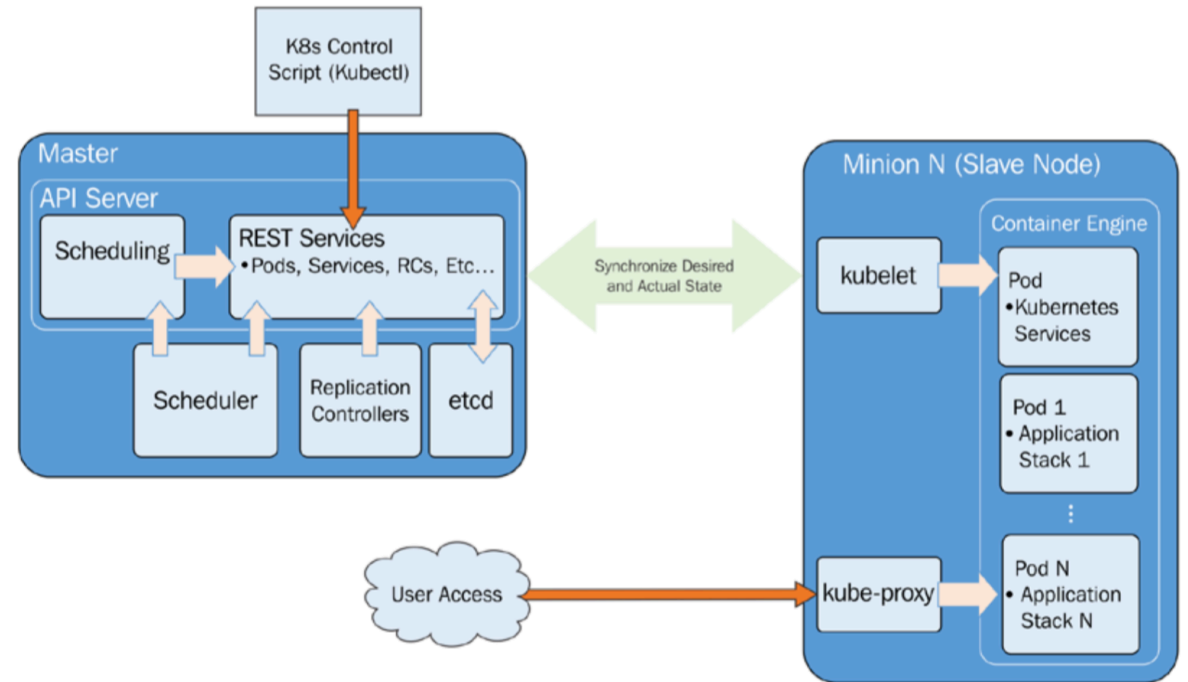 K8s Control
Script (Kubectl)
Master
API Server
Scheduling
REST Services
•Pods, Services, RCs, Etc...
Scheduler
Replication
Controllers
etcd
Synchronize Desired
and Actual State
Minion N (Slave Node)
Container Engine
kubelet
Pod
•Kubernetes
Services
Pod 1
• Application
Stack 1
⋮
User Access
kube-proxy
Pod N
• Application
Stack N